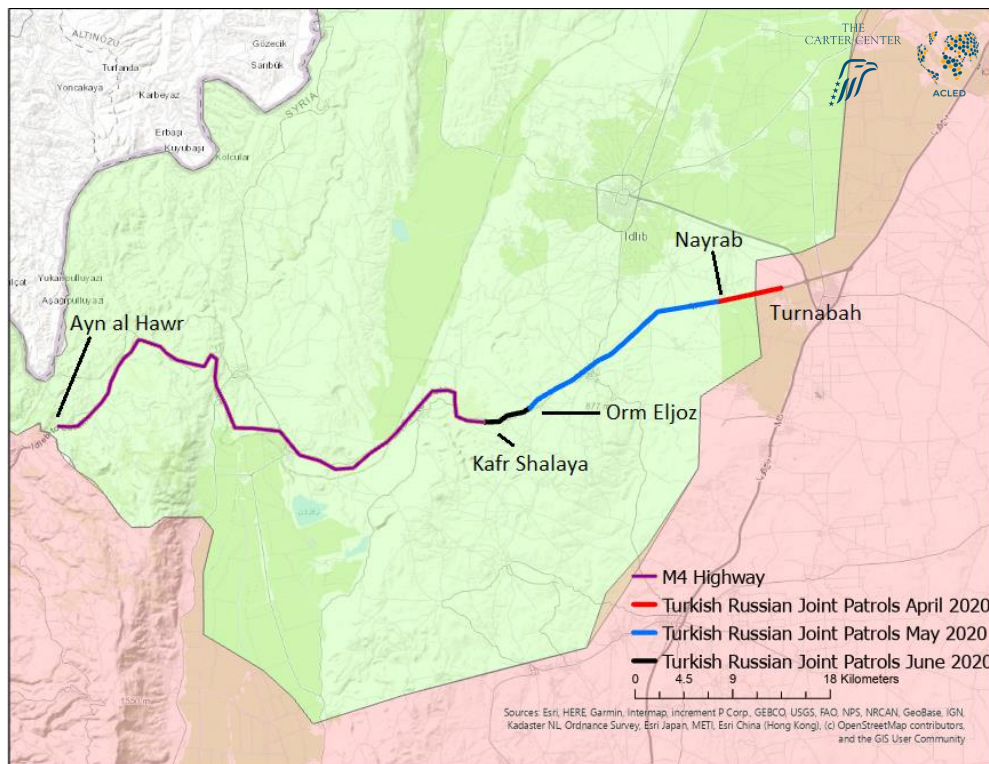 THE
CARTER CENTER
ACLED
ALTINÖZÜ
Turfanda
Yoncakaya
Karbeyaz
Gözecik
Sarıbük
Erbaşı
Kuyubaşı
Kolcular
SYRIA
Idlib
Nayrab
Turnabah
Aşağıpulluyazı
Ayn al Hawr
Orm Eljoz
Kafr Shalaya
877 m
M5
M4 Highway
Turkish Russian Joint Patrols April 2020
Turkish Russian Joint Patrols May 2020
Turkish Russian Joint Patrols June 2020
0 4.5 9 18 Kilometers
Sources: Esri, HERE, Garmin, Intermap, increment P Corp., GEBCO, USGS, FAO, NPS, NRCAN, GeoBase, IGN,
Kadaster NL, Ordnance Survey, Esri Japan, METI, Esri China (Hong Kong), (c) OpenStreetMap contributors,
and the GIS User Community